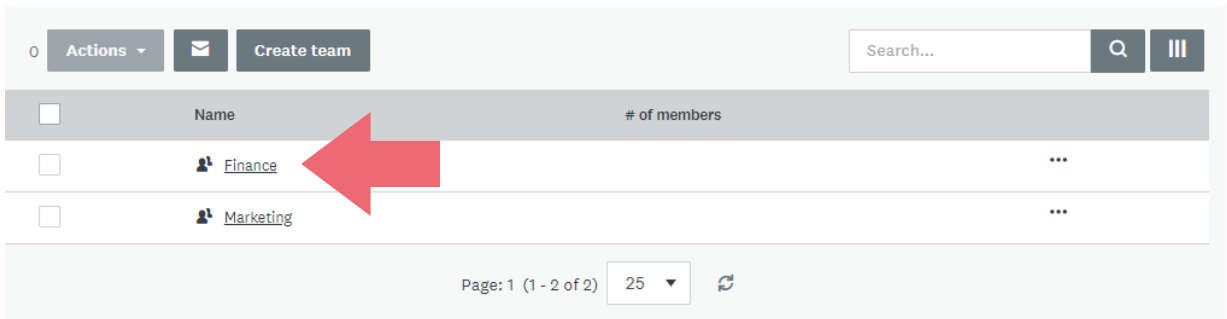 0 Actions Create team Search...
Name # of members
Finance
Marketing
Page: 1 (1 - 2 of 2) 25